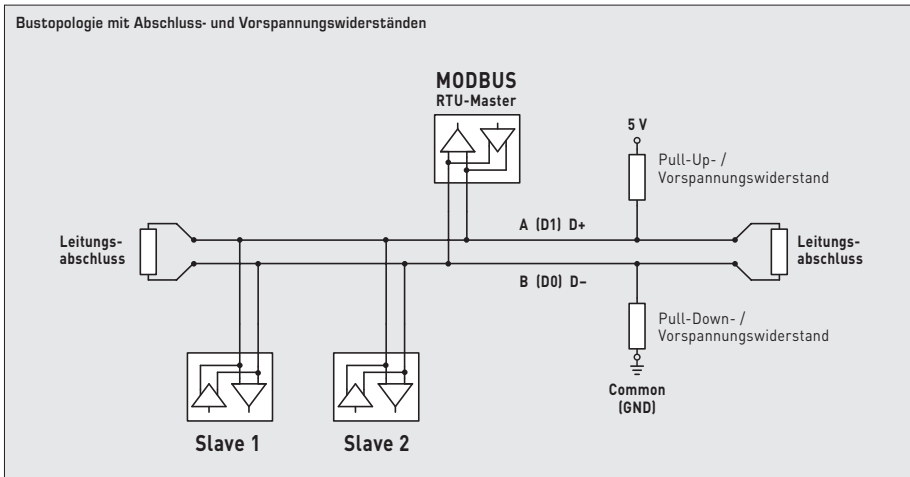 Bustopologie mit Abschluss- und Vorspannungswiderständen
MODBUS
RTU-Master
5 V
Pull-Up- /
Vorspannungswiderstand
A (D1) D+
Leitungs-
abschluss
Leitungs-
abschluss
B (D0) D–
Pull-Down- /
Vorspannungswiderstand
Common
(GND)
Slave 1
Slave 2